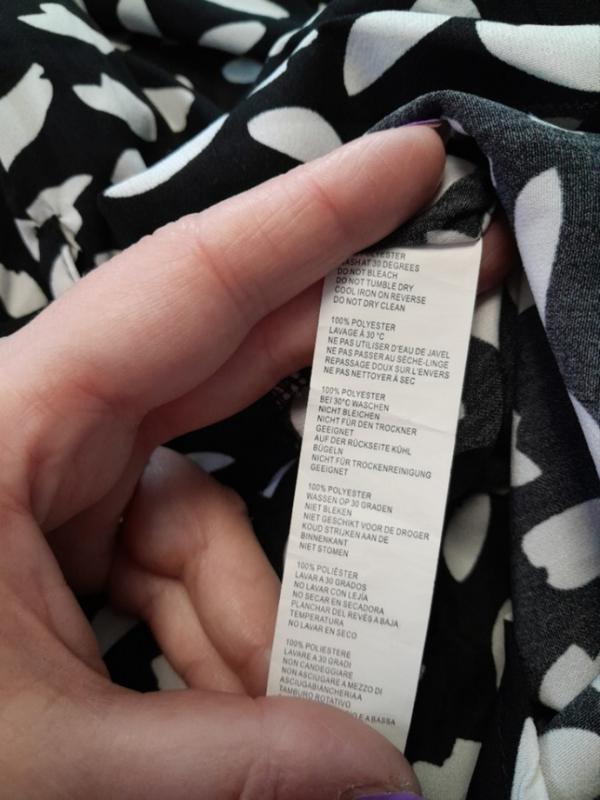 POLYESTER
WASH AT 30 DEGREES
DO NOT BLEACH
DO NOT TUMBLE DRY
COOL IRON ON REVERSE
DO NOT DRY CLEAN
100% POLYESTER
LAVAGE À 30 °C
NE PAS UTILISER D'EAU DE JAVEL
NE PAS PASSER AU SÈCHE-LINGE
REPASSAGE DOUX SUR L'ENVERS
NE PAS NETTOYER À SEC
100% POLYESTER
BEI 30°C WASCHEN
NICHT BLEICHEN
NICHT FÜR DEN TROCKNER
GEEIGNET
AUF DER RÜCKSEITE KÜHL
BÜGELN
NICHT FÜR TROCKENREINIGUNG
GEEIGNET
100% POLYESTER
WASSEN OP 30 GRADEN
NIET BLEKEN
NIET GESCHIKT VOOR DE DROGER
KOUD STRIJKEN AAN DE
BINNENKANT
NIET STOMEN
100% POLIÉSTER
LAVAR A 30 GRADOS
NO LAVAR CON LEJÍA
NO SECAR EN SECADORA
PLANCHAR DEL REVÉS A BAJA
TEMPERATURA
NO LAVAR EN SECO
100% POLIESTERE
LAVARE A 30 GRADI
NON CANDEGGIARE
NON ASCIUGARE A MEZZO DI
ASCIUGABIANCHERIA A
TAMBURO ROTATIVO
E A BASSA